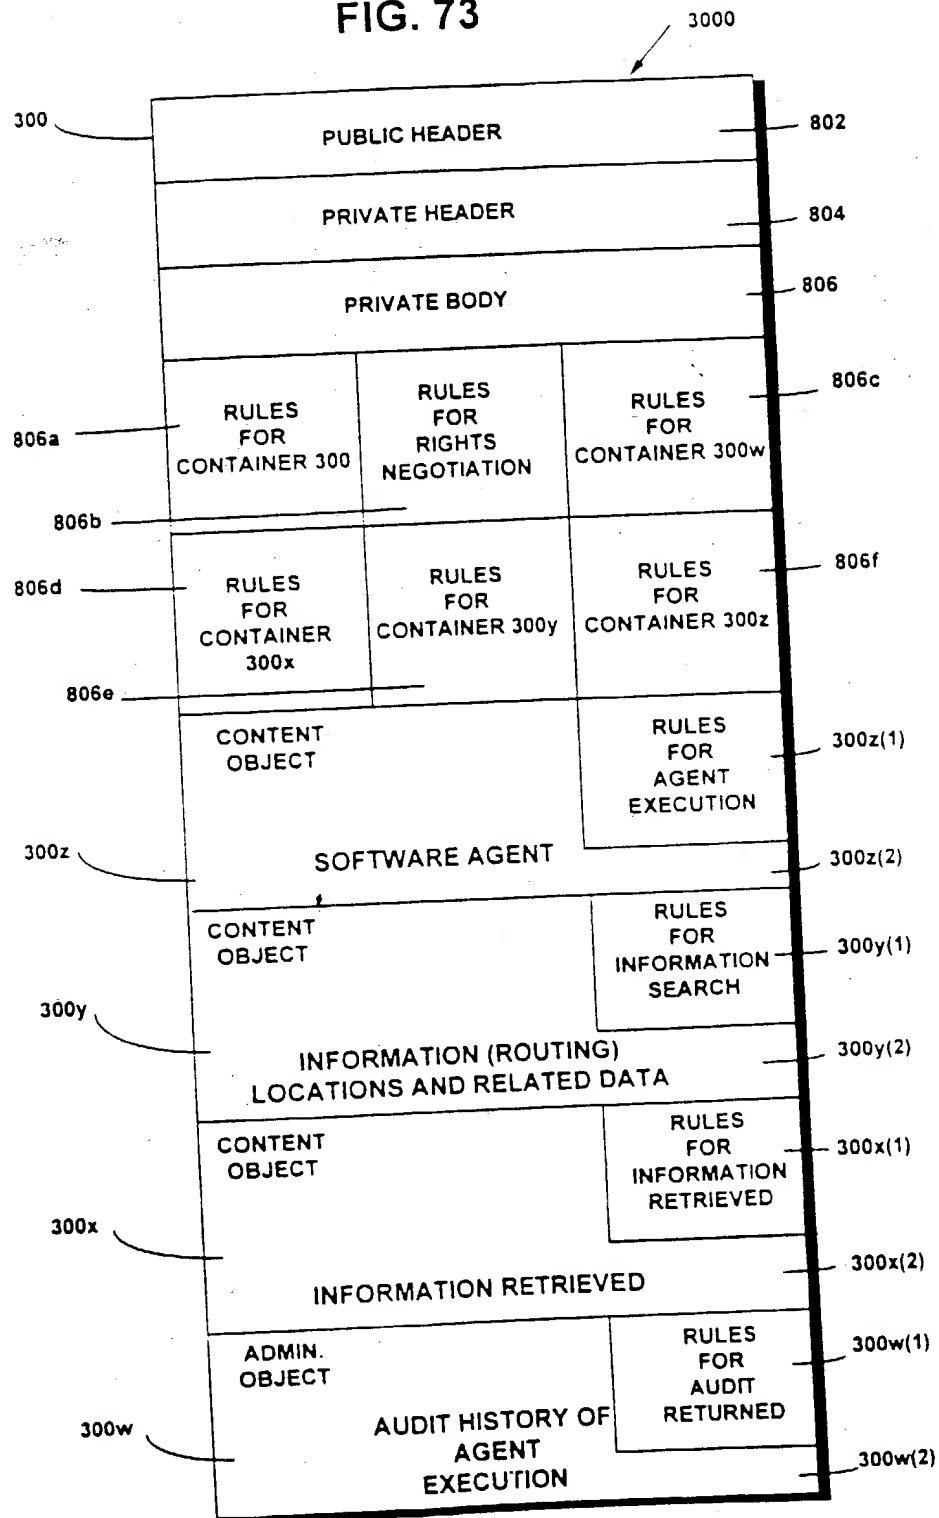 FIG. 73
3000
300
PUBLIC HEADER
802
PRIVATE HEADER
804
PRIVATE BODY
806
806a
RULES
FOR
CONTAINER 300
RULES
FOR
RIGHTS
NEGOTIATION
RULES
FOR
CONTAINER 300w
806c
806b
806d
RULES
FOR
CONTAINER
300x
RULES
FOR
CONTAINER 300y
RULES
FOR
CONTAINER 300z
806f
806e
CONTENT
OBJECT
RULES
FOR
AGENT
EXECUTION
300z(1)
300z
SOFTWARE AGENT
300z(2)
CONTENT
OBJECT
RULES
FOR
INFORMATION
SEARCH
300y(1)
300y
INFORMATION (ROUTING)
LOCATIONS AND RELATED DATA
300y(2)
CONTENT
OBJECT
RULES
FOR
INFORMATION
RETRIEVED
300x(1)
300x
INFORMATION RETRIEVED
300x(2)
ADMIN.
OBJECT
RULES
FOR
AUDIT
RETURNED
300w(1)
300w
AUDIT HISTORY OF
AGENT
EXECUTION
300w(2)